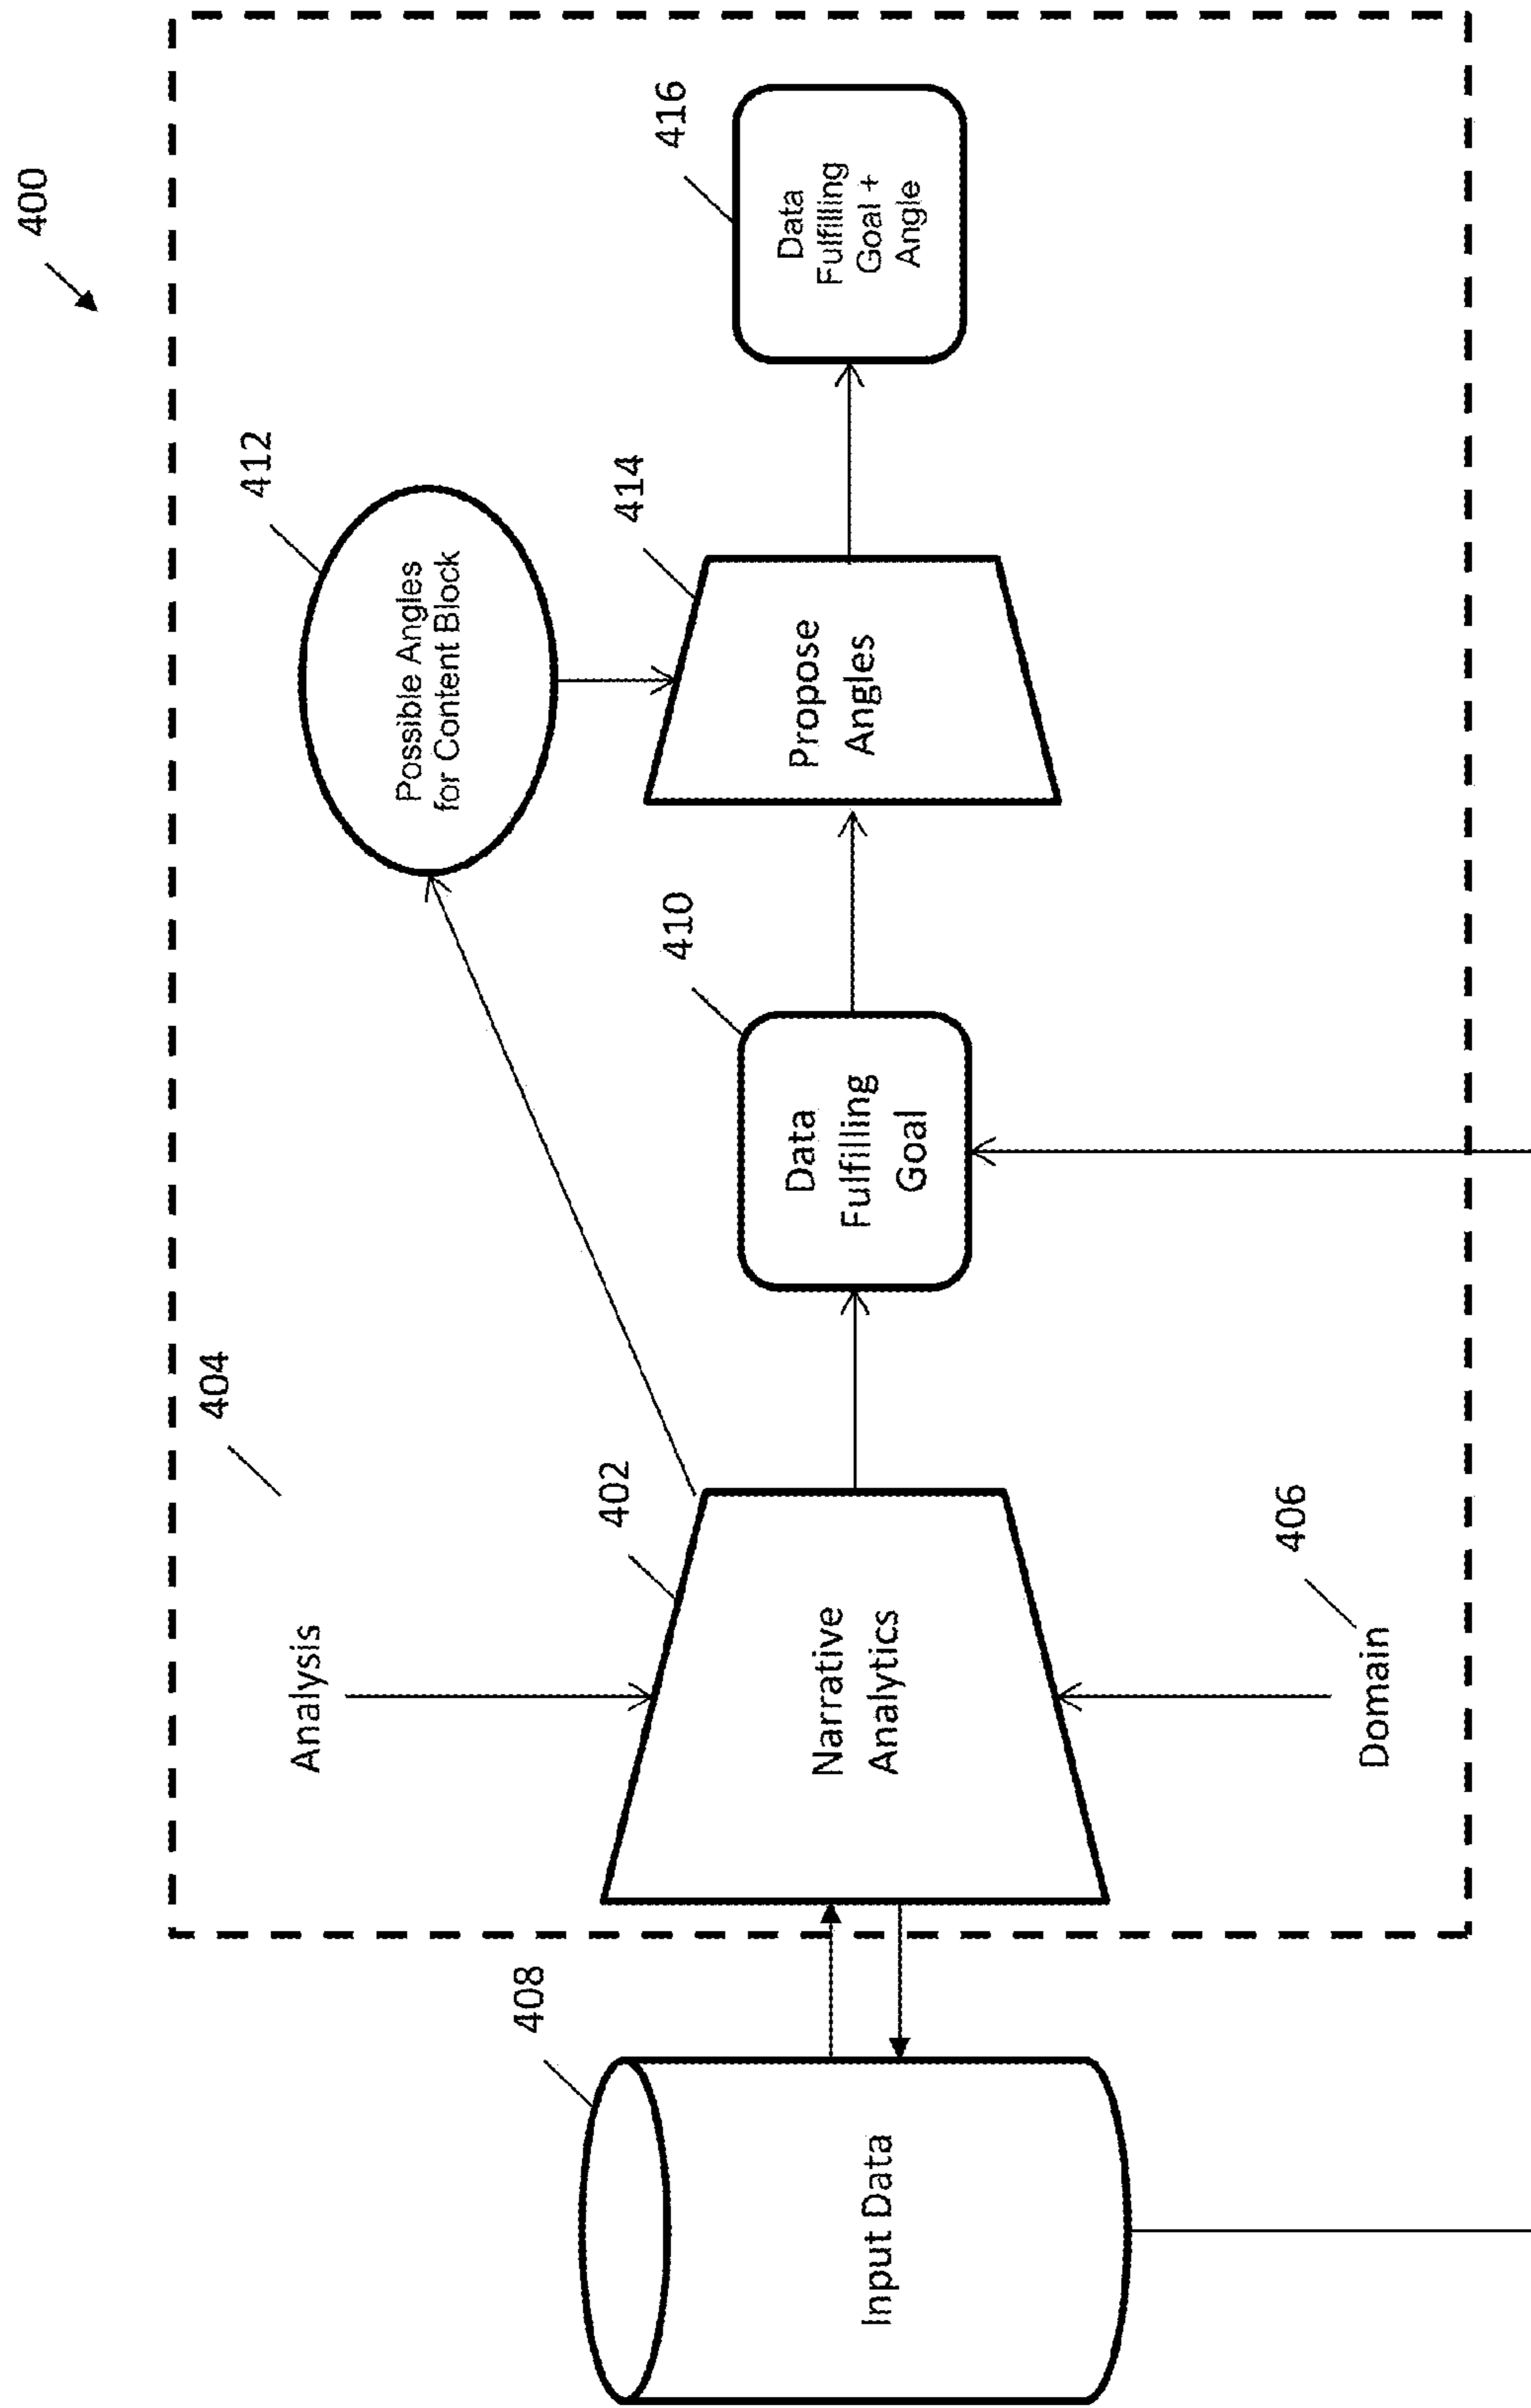 400
404
Analysis
412
Possible Angles
for Content Block
408
402
410
414
416
Input Data
Narrative
Analytics
Data
Fulfilling
Goal
Propose
Angles
Data
Fulfilling
Goal +
Angle
406
Domain